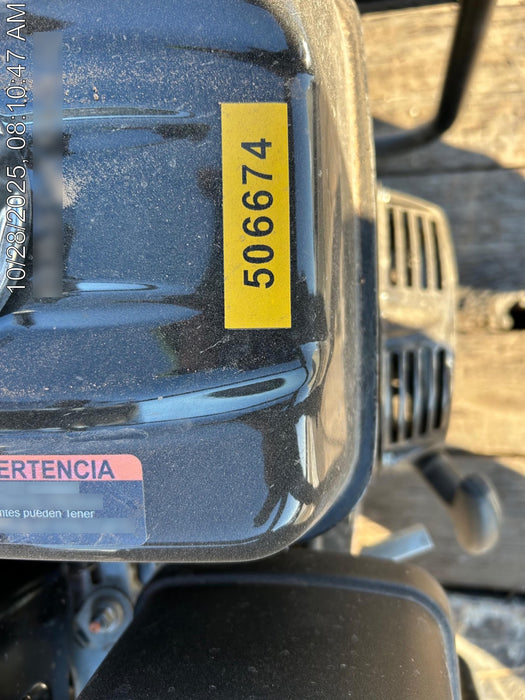 10/28/2025, 08:10:47 AM
506674
ERTENCIA
ntes pueden Tener